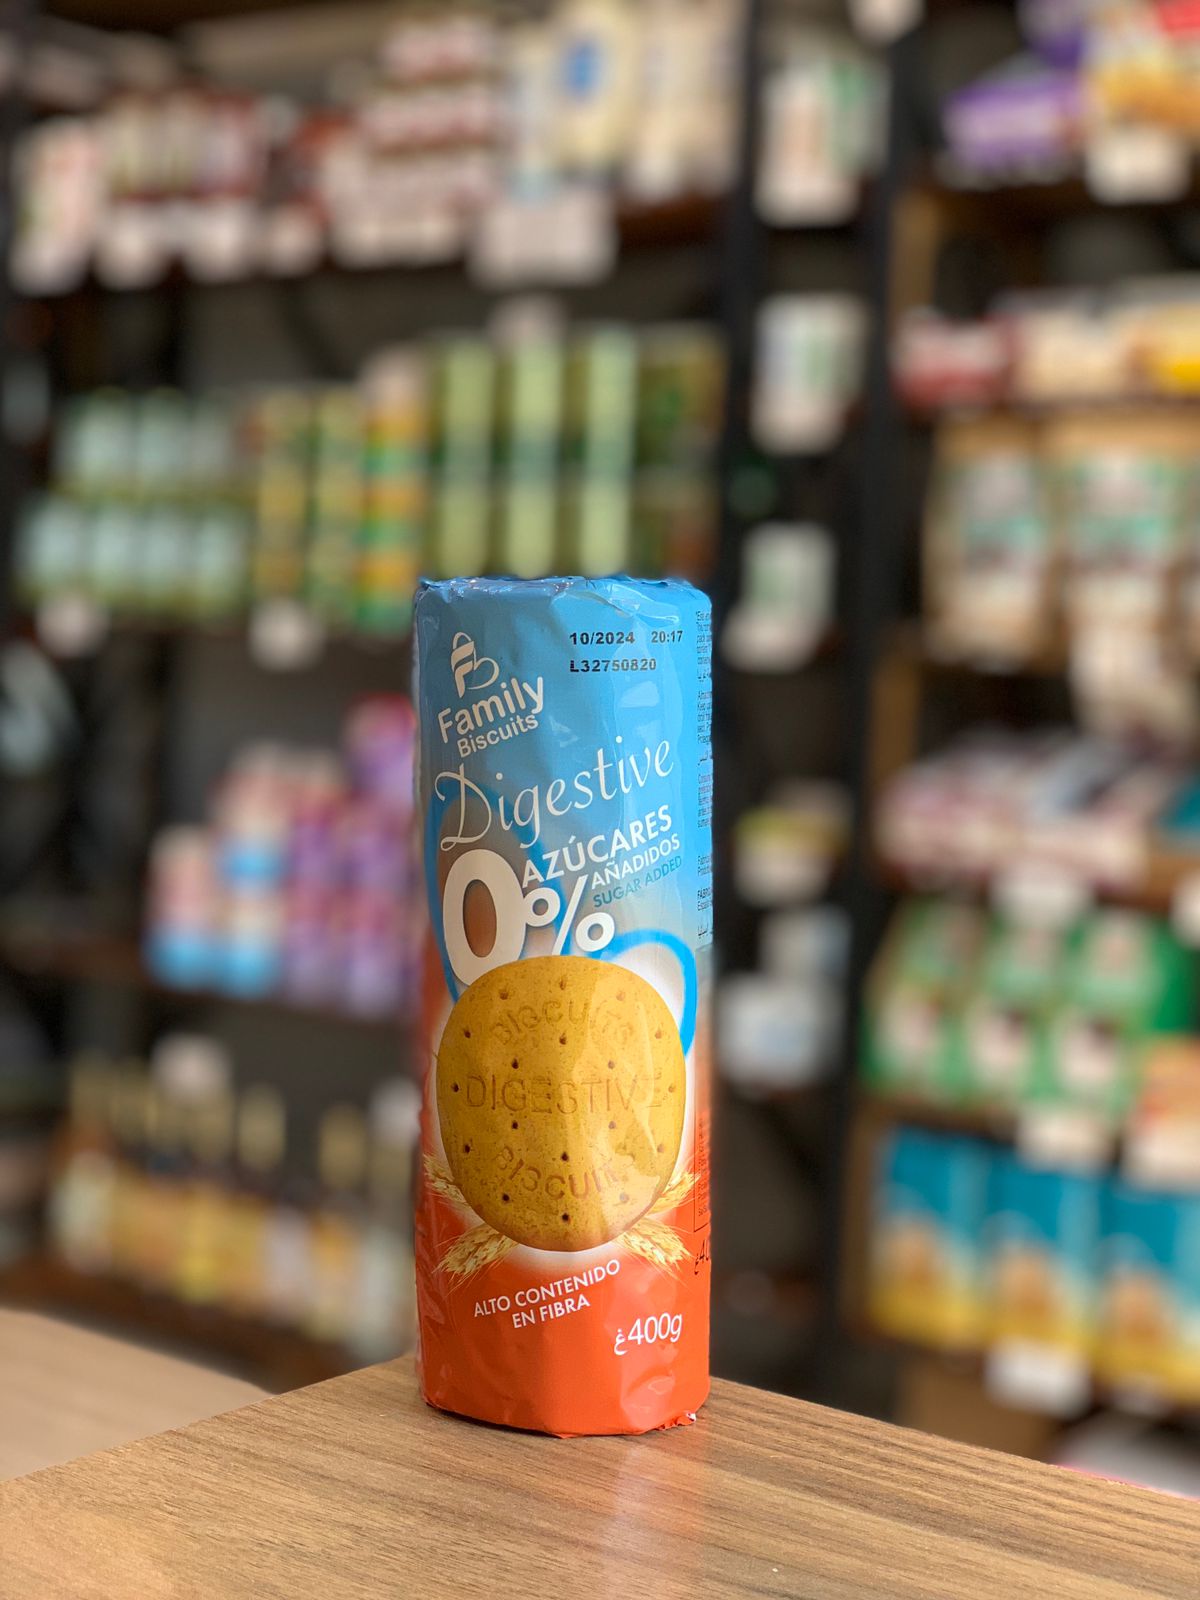 10/2024 20:17
L32750820
Family
Biscuits
Digestive
0%
AZÚCARES
AÑADIDOS
SUGAR ADDED
BISCUITS
DIGESTIVE
BISCUITS
ALTO CONTENIDO
EN FIBRA
400g غ